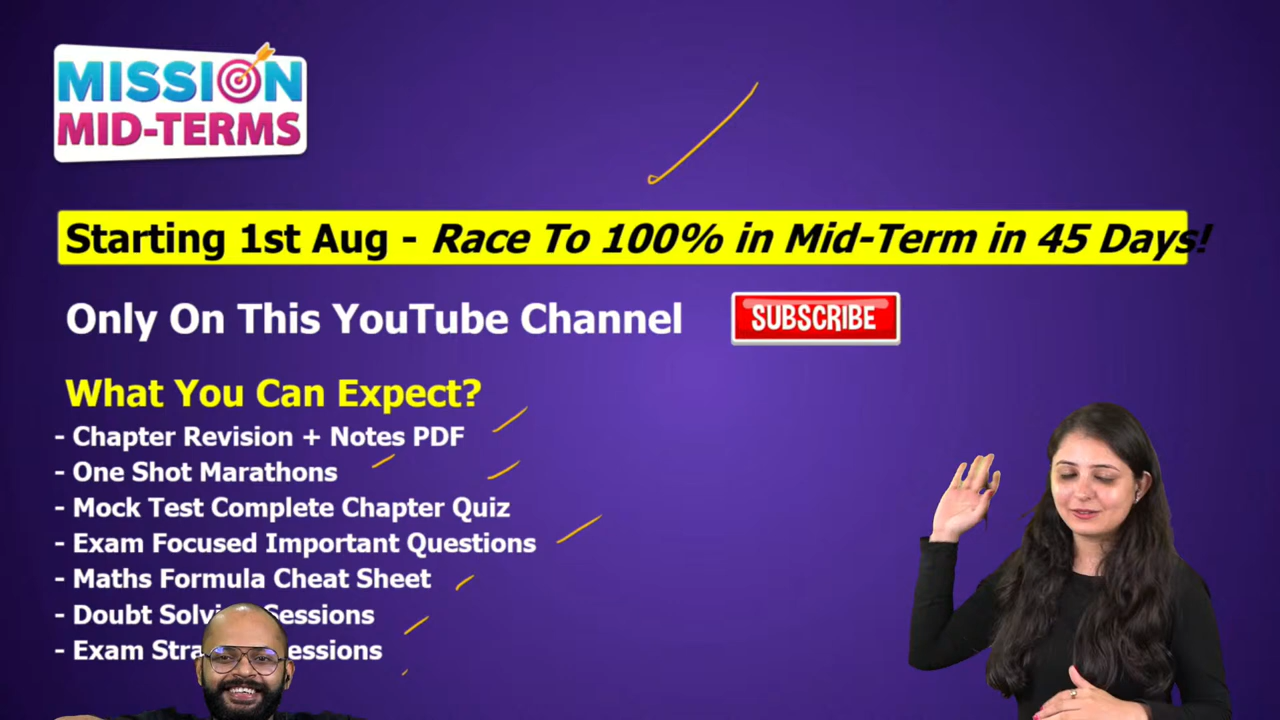 MISSION
MID-TERMS
Starting 1st Aug - Race To 100% in Mid-Term in 45 Days!
Only On This YouTube Channel
SUBSCRIBE
What You Can Expect?
- Chapter Revision + Notes PDF
- One Shot Marathons
- Mock Test Complete Chapter Quiz
- Exam Focused Important Questions
- Maths Formula Cheat Sheet
- Doubt Sessions
- Exam